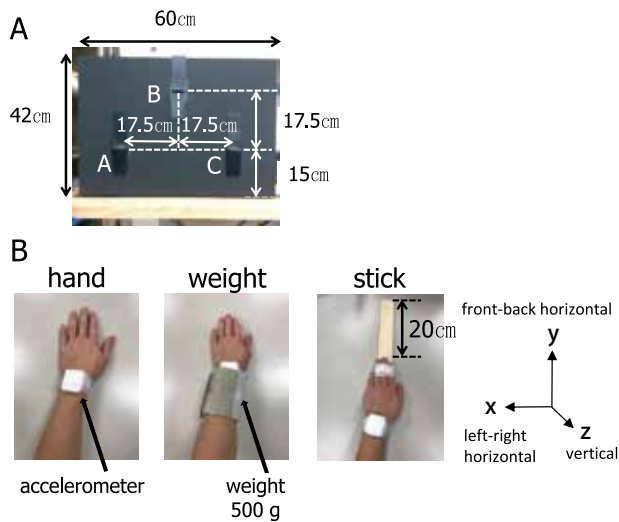 A
60㎝
42㎝
B
17.5㎝
17.5㎝
17.5㎝
A
C
15㎝
B
hand
weight
stick
20㎝
front-back horizontal
y
x
z
left-right
horizontal
vertical
accelerometer
weight
500 g